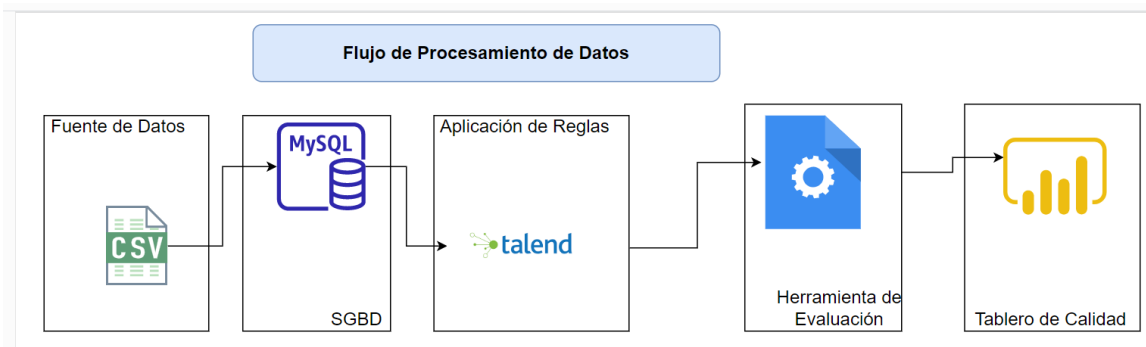 Flujo de Procesamiento de Datos
Fuente de Datos
CSV
MySQL
SGBD
Aplicación de Reglas
talend
Herramienta de
Evaluación
Tablero de Calidad